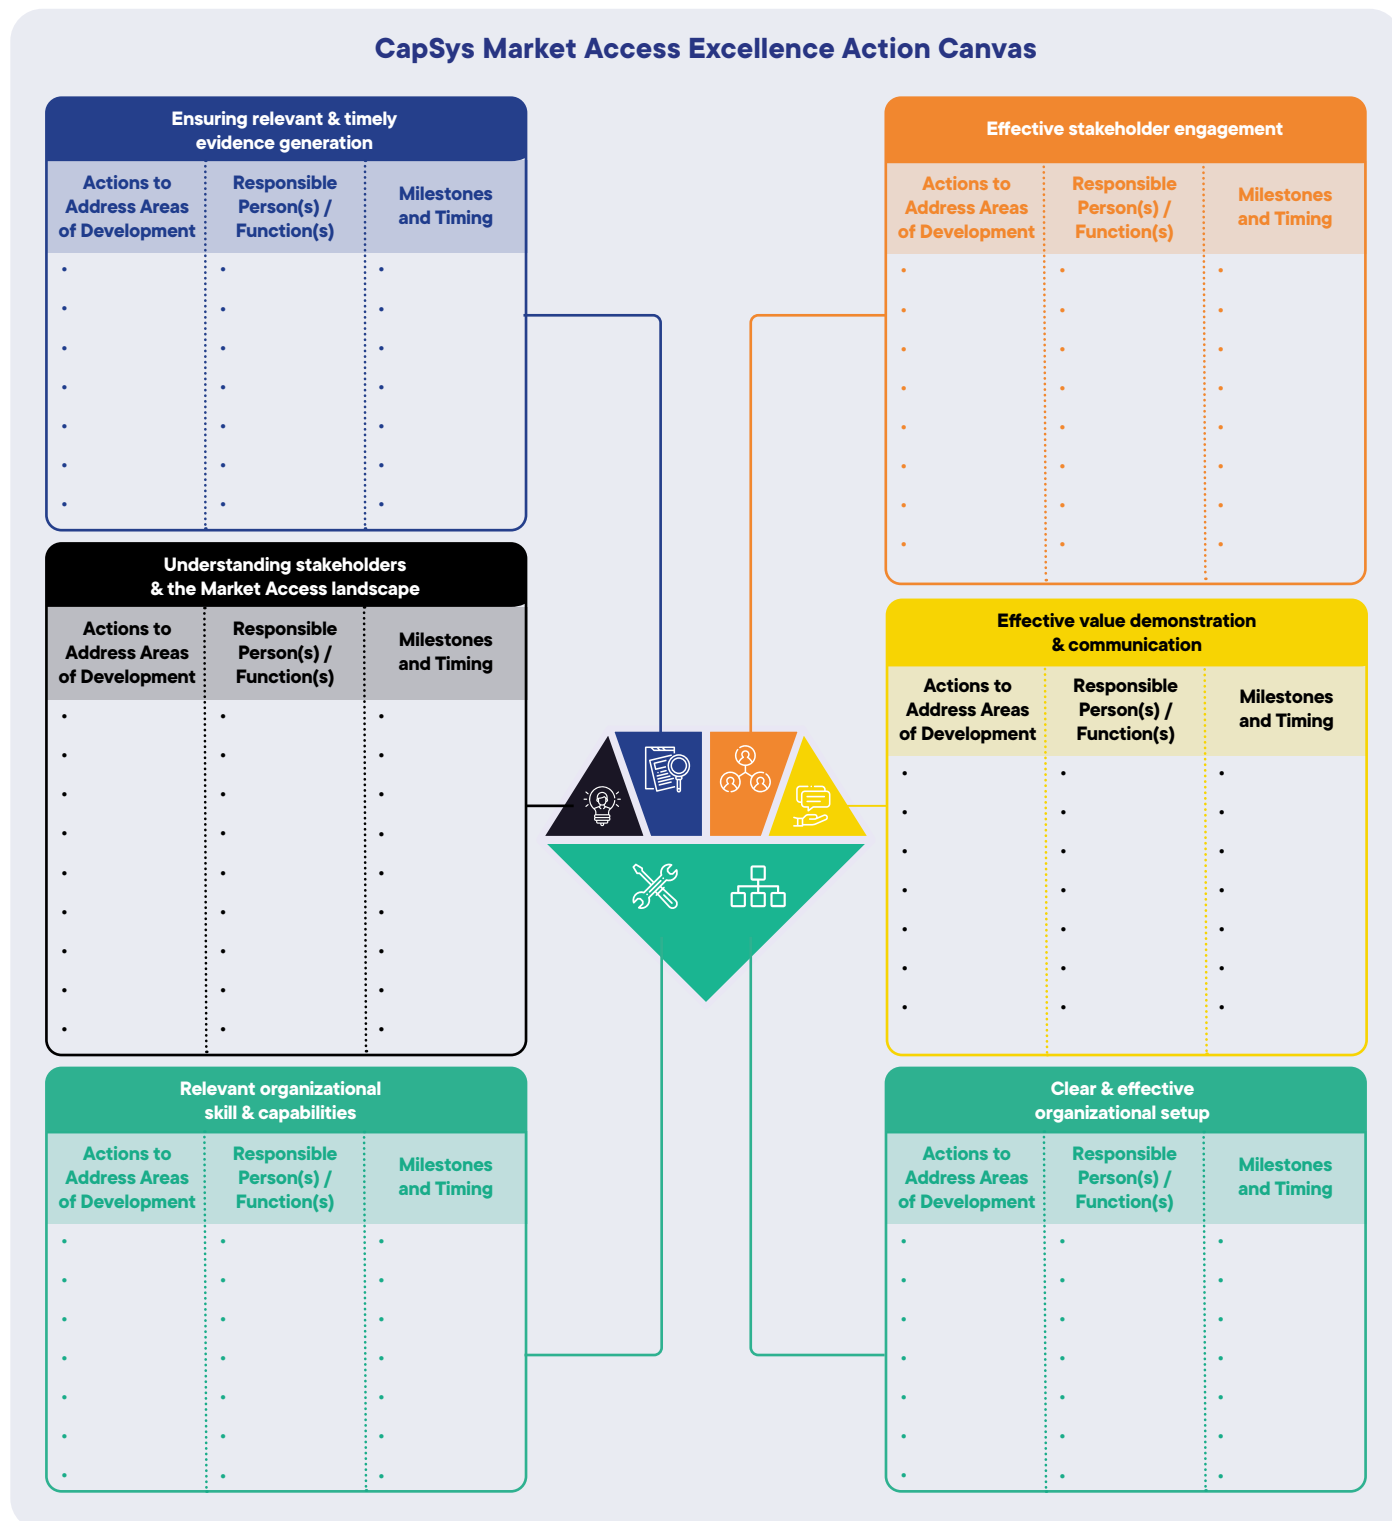 CapSys Market Access Excellence Action Canvas
Ensuring relevant & timely
evidence generation
Actions to
Address Areas
of Development
Responsible
Person(s) /
Function(s)
Milestones
and Timing
Understanding stakeholders
& the Market Access landscape
Actions to
Address Areas
of Development
Responsible
Person(s) /
Function(s)
Milestones
and Timing
Relevant organizational
skill & capabilities
Actions to
Address Areas
of Development
Responsible
Person(s) /
Function(s)
Milestones
and Timing
Effective stakeholder engagement
Actions to
Address Areas
of Development
Responsible
Person(s) /
Function(s)
Milestones
and Timing
Effective value demonstration
& communication
Actions to
Address Areas
of Development
Responsible
Person(s) /
Function(s)
Milestones
and Timing
Clear & effective
organizational setup
Actions to
Address Areas
of Development
Responsible
Person(s) /
Function(s)
Milestones
and Timing